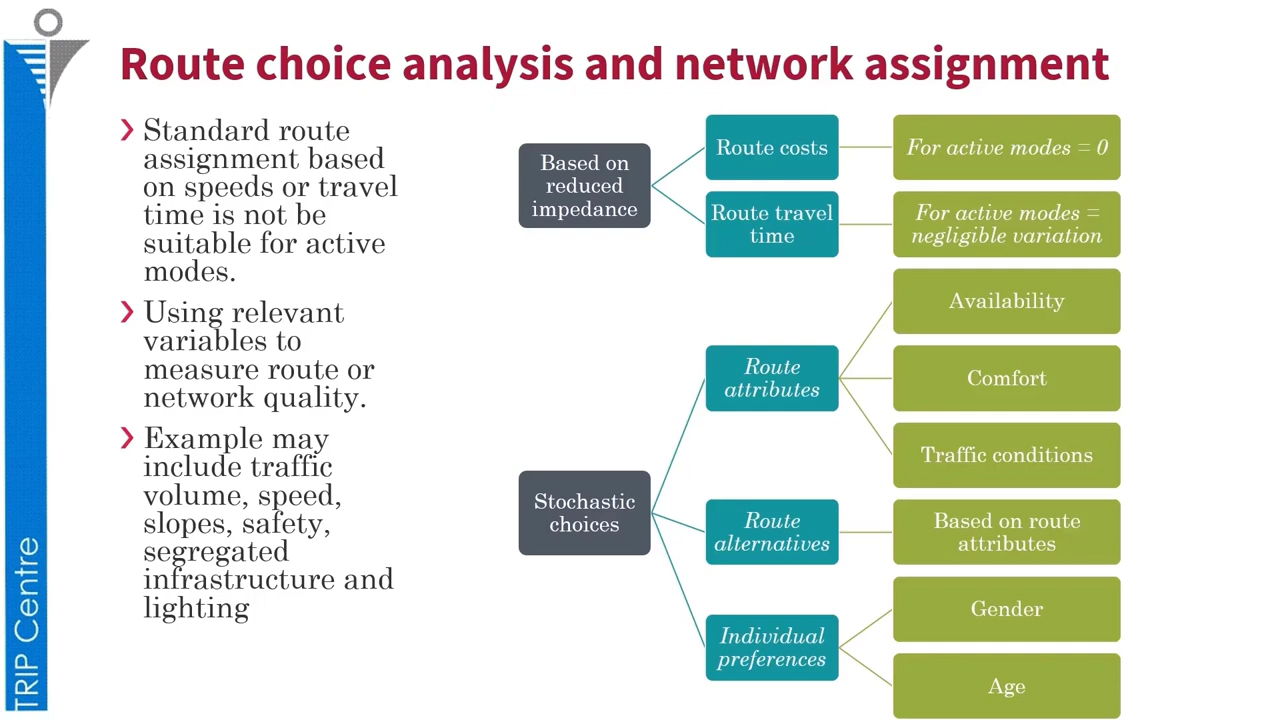 Route choice analysis and network assignment
Standard route
assignment based
on speeds or travel
time is not be
suitable for active
modes.
Using relevant
variables to
measure route or
network quality.
Example may
include traffic
volume, speed,
slopes, safety,
segregated
infrastructure and
lighting
Based on
reduced
impedance
Route costs
For active modes = 0
Route travel
time
For active modes =
negligible variation
Stochastic
choices
Route
attributes
Availability
Comfort
Traffic conditions
Route
alternatives
Based on route
attributes
Individual
preferences
Gender
Age
TRIP Centre